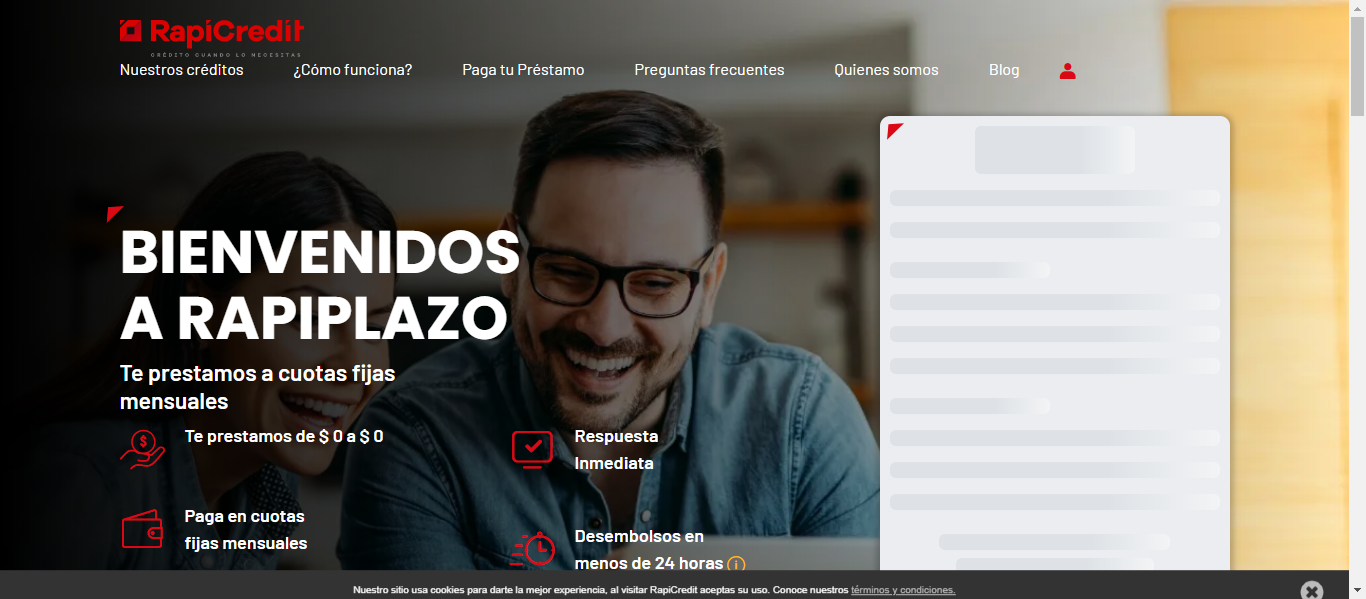 RapiCredit
CRÉDITO CUANDO LO NECESITAS
Nuestros créditos
¿Cómo funciona?
Paga tu Préstamo
Preguntas frecuentes
Quienes somos
Blog
BIENVENIDOS
A RAPIPLAZO
Te prestamos a cuotas fijas
mensuales
Te prestamos de $ 0 a $ 0
Respuesta
Inmediata
Paga en cuotas
fijas mensuales
Desembolsos en
menos de 24 horas
Nuestro sitio usa cookies para darte la mejor experiencia, al visitar RapiCredit aceptas su uso. Conoce nuestros términos y condiciones.